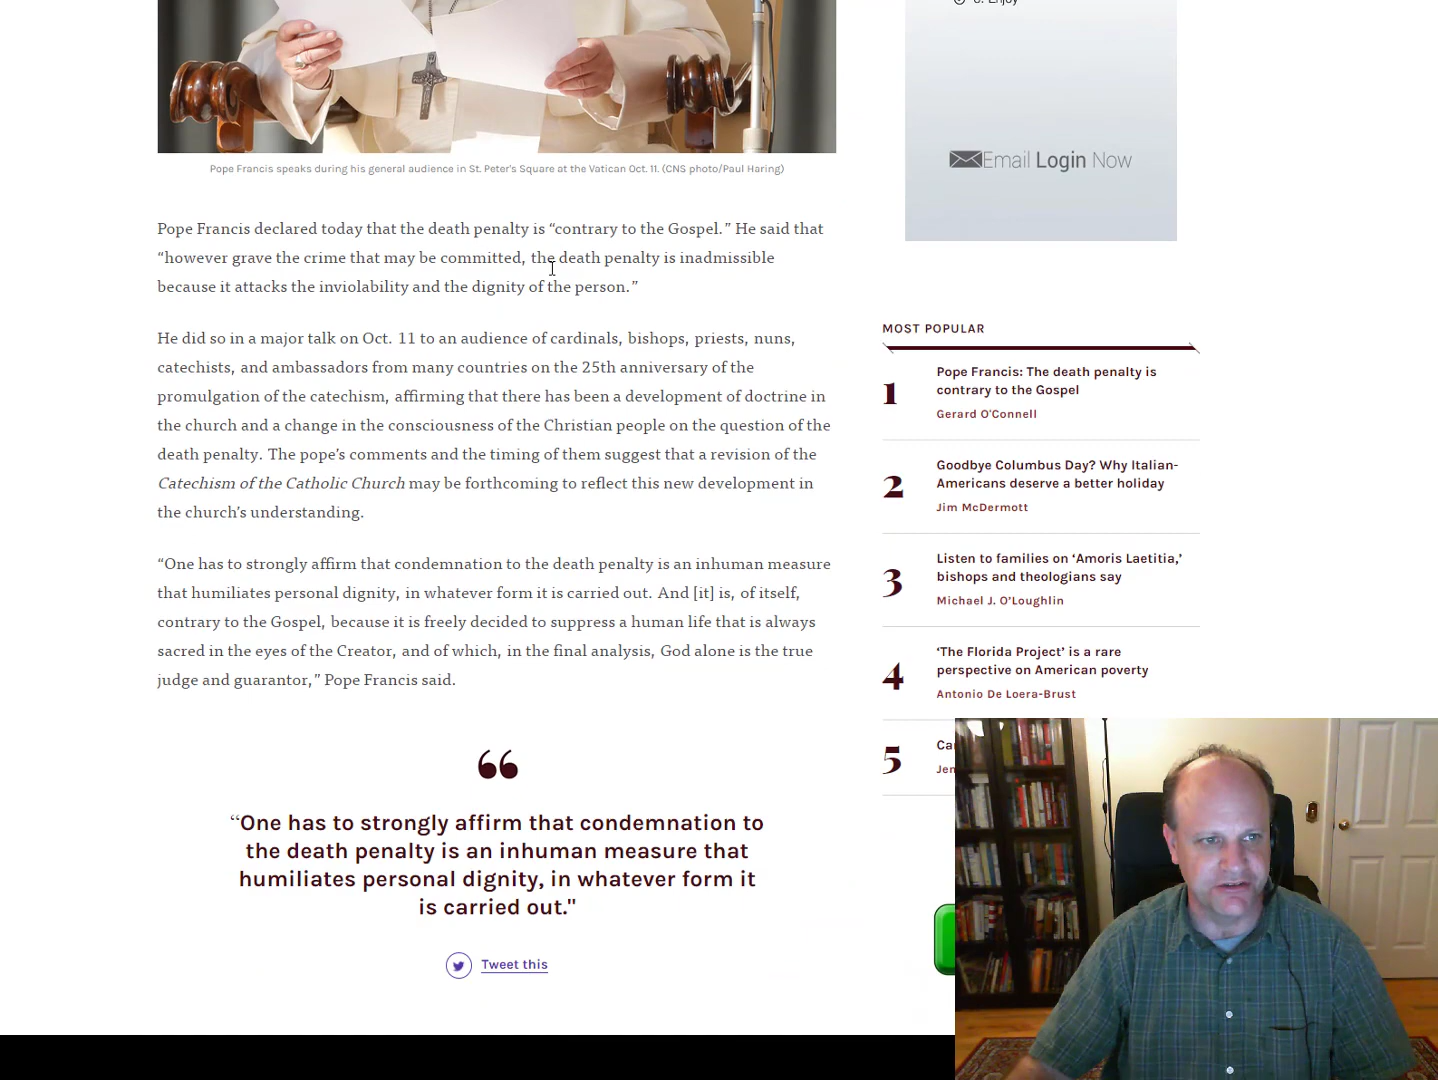 6. Enjoy
Email Login Now
Pope Francis speaks during his general audience in St. Peter's Square at the Vatican Oct. 11. (CNS photo/Paul Haring)
Pope Francis declared today that the death penalty is “contrary to the Gospel.” He said that
“however grave the crime that may be committed, the death penalty is inadmissible
because it attacks the inviolability and the dignity of the person.”
He did so in a major talk on Oct. 11 to an audience of cardinals, bishops, priests, nuns,
catechists, and ambassadors from many countries on the 25th anniversary of the
promulgation of the catechism, affirming that there has been a development of doctrine in
the church and a change in the consciousness of the Christian people on the question of the
death penalty. The pope’s comments and the timing of them suggest that a revision of the
Catechism of the Catholic Church may be forthcoming to reflect this new development in
the church’s understanding.
“One has to strongly affirm that condemnation to the death penalty is an inhuman measure
that humiliates personal dignity, in whatever form it is carried out. And [it] is, of itself,
contrary to the Gospel, because it is freely decided to suppress a human life that is always
sacred in the eyes of the Creator, and of which, in the final analysis, God alone is the true
judge and guarantor,” Pope Francis said.
“One has to strongly affirm that condemnation to
the death penalty is an inhuman measure that
humiliates personal dignity, in whatever form it
is carried out."
Tweet this
MOST POPULAR
1
Pope Francis: The death penalty is
contrary to the Gospel
Gerard O'Connell
2
Goodbye Columbus Day? Why Italian-
Americans deserve a better holiday
Jim McDermott
3
Listen to families on ‘Amoris Laetitia,’
bishops and theologians say
Michael J. O’Loughlin
4
‘The Florida Project’ is a rare
perspective on American poverty
Antonio De Loera-Brust
5